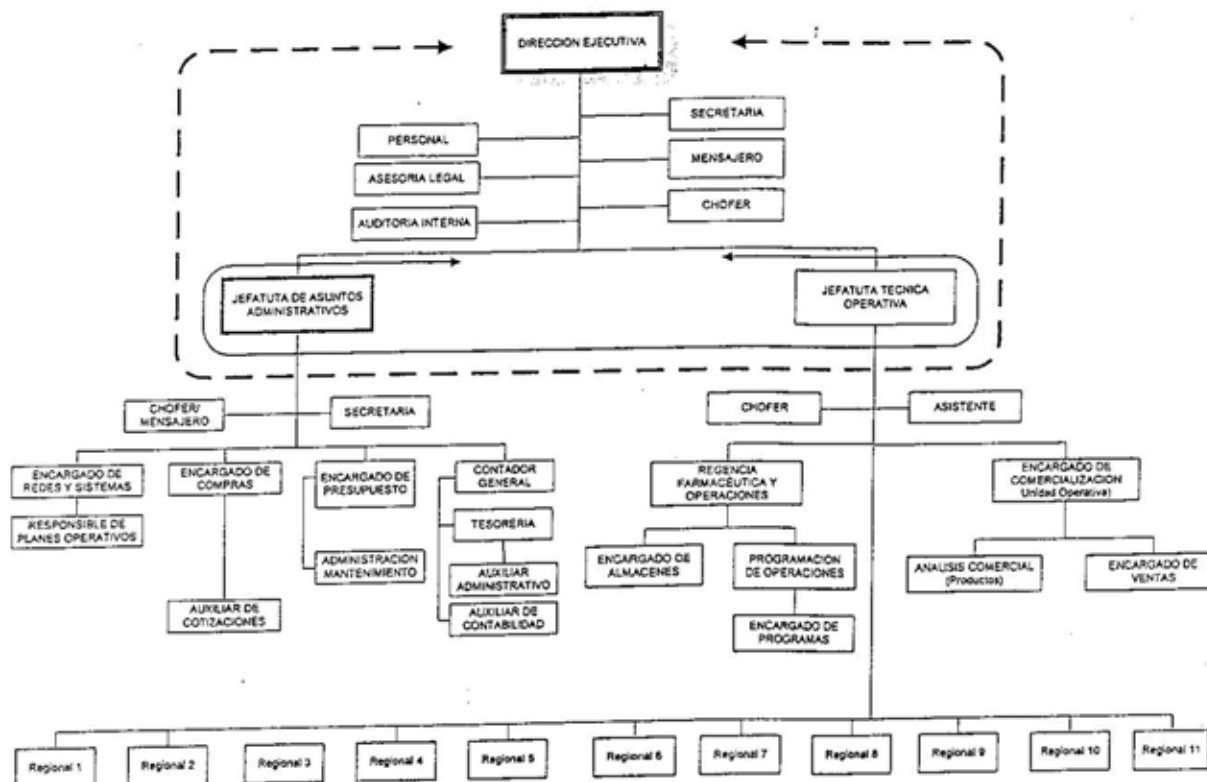 DIRECCION EJECUTIVA
SECRETARIA
PERSONAL
MENSAJERO
ASESORIA LEGAL
CHOFER
AUDITORIA INTERNA
JEFATUTA DE ASUNTOS
ADMINISTRATIVOS
JEFATUTA TECNICA
OPERATIVA
CHOFER/
MENSAJERO
SECRETARIA
CHOFER
ASISTENTE
ENCARGADO DE
REDES Y SISTEMAS
ENCARGADO DE
COMPRAS
ENCARGADO DE
PRESUPUESTO
CONTADOR
GENERAL
REGENCIA
FARMACÉUTICA Y
OPERACIONES
ENCARGADO DE
COMERCIALIZACION
Unidad Operativa)
RESPONSIBLE DE
PLANES OPERATIVOS
TESORERIA
ADMINISTRACION
MANTENIMIENTO
AUXILIAR
ADMINISTRATIVO
ENCARGADO DE
ALMACENES
PROGRAMACION
DE OPERACIONES
ANALISIS COMERCIAL
(Productos)
ENCARGADO DE
VENTAS
AUXILIAR DE
COTIZACIONES
AUXILIAR DE
CONTABILIDAD
ENCARGADO DE
PROGRAMAS
Regional 1
Regional 2
Regional 3
Regional 4
Regional 5
Regional 6
Regional 7
Regional 8
Regional 9
Regional 10
Regional 11